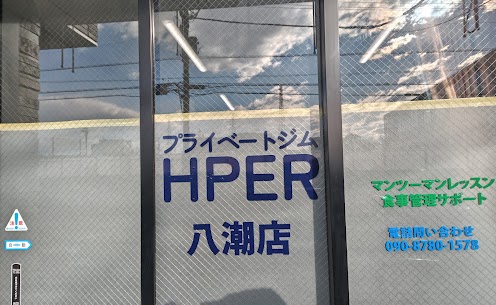 プライベートジム
HPER
八潮店
マンツーマンレッスン
食事管理サポート
電話問い合わせ
090-8780-1578